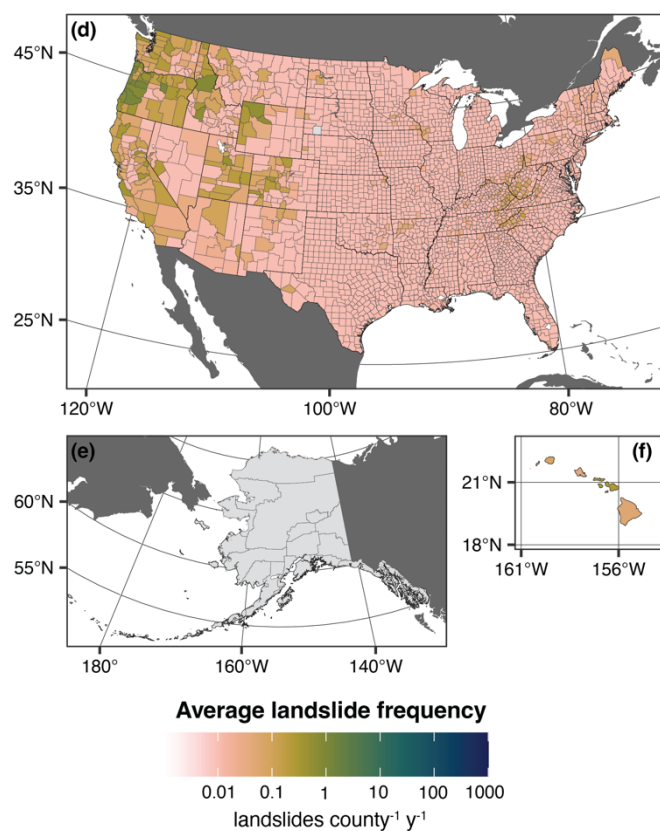 (d)
45°N
35°N
25°N
120°W 100°W 80°W
(e) (f)
60°N
55°N
21°N
18°N
161°W 156°W
180° 160°W 140°W
Average landslide frequency
0.01 0.1 1 10 100 1000
landslides county⁻¹ y⁻¹